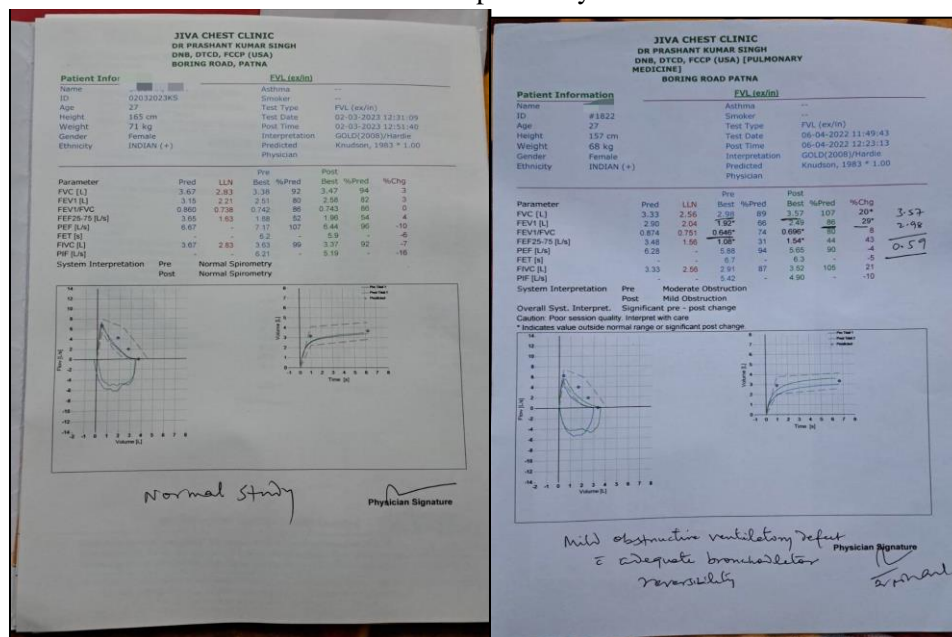 JIVA CHEST CLINIC
DR PRASHANT KUMAR SINGH
DNB, DTCD, FCCP (USA)
BORING ROAD, PATNA
Patient Infor FVL (ex/in)
Name Asthma --
ID 02032023KS Smoker --
Age 27 Test Type FVL (ex/in)
Height 165 cm Test Date 02-03-2023 12:31:09
Weight 71 kg Post Time 02-03-2023 12:51:40
Gender Female Interpretation GOLD(2008)/Hardie
Ethnicity INDIAN (+) Predicted Knudson, 1983 * 1.00
Physician
Pre Post
Parameter Pred LLN Best %Pred Best %Pred %Chg
FVC [L] 3.67 2.83 3.38 92 3.47 94 3
FEV1 [L] 3.15 2.21 2.51 80 2.58 82 3
FEV1/FVC 0.860 0.738 0.742 86 0.743 86 0
FEF25-75 [L/s] 3.65 1.63 1.88 52 1.96 54 4
PEF [L/s] 6.67 - 7.17 107 6.44 96 -10
FET [s] - - 6.2 - 5.9 - -6
FIVC [L] 3.67 2.83 3.63 99 3.37 92 -7
PIF [L/s] - - 6.21 - 5.19 - -16
System Interpretation Pre Normal Spirometry
Post Normal Spirometry
Flow [L/s]
Volume [L]
Volume [L]
Time [s]
Normal Study
Physician Signature
JIVA CHEST CLINIC
DR PRASHANT KUMAR SINGH
DNB, DTCD, FCCP (USA) [PULMONARY
MEDICINE]
BORING ROAD PATNA
Patient Information FVL (ex/in)
Name Asthma --
ID #1822 Smoker --
Age 27 Test Type FVL (ex/in)
Height 157 cm Test Date 06-04-2022 11:49:43
Weight 68 kg Post Time 06-04-2022 12:23:13
Gender Female Interpretation GOLD(2008)/Hardie
Ethnicity INDIAN (+) Predicted Knudson, 1983 * 1.00
Physician
Pre Post
Parameter Pred LLN Best %Pred Best %Pred %Chg
FVC [L] 3.33 2.56 2.98 89 3.57 107 20*
FEV1 [L] 2.90 2.04 1.92* 66 2.49 86 29*
FEV1/FVC 0.874 0.751 0.646* 74 0.696* 80 8
FEF25-75 [L/s] 3.48 1.56 1.08* 31 1.54* 44 43
PEF [L/s] 6.28 - 5.88 94 5.65 90 -4
FET [s] - - 6.7 - 6.3 - -5
FIVC [L] 3.33 2.56 2.91 87 3.52 105 21
PIF [L/s] - - 5.42 - 4.90 - -10
3.57
2.98
0.59
System Interpretation Pre Moderate Obstruction
Post Mild Obstruction
Overall Syst. Interpret. Significant pre - post change
Caution: Poor session quality. Interpret with care
* Indicates value outside normal range or significant post change
Flow [L/s]
Volume [L]
Volume [L]
Time [s]
Mild obstructive ventilatory defect
c̄ adequate bronchodilator
reversibility
Physician Signature